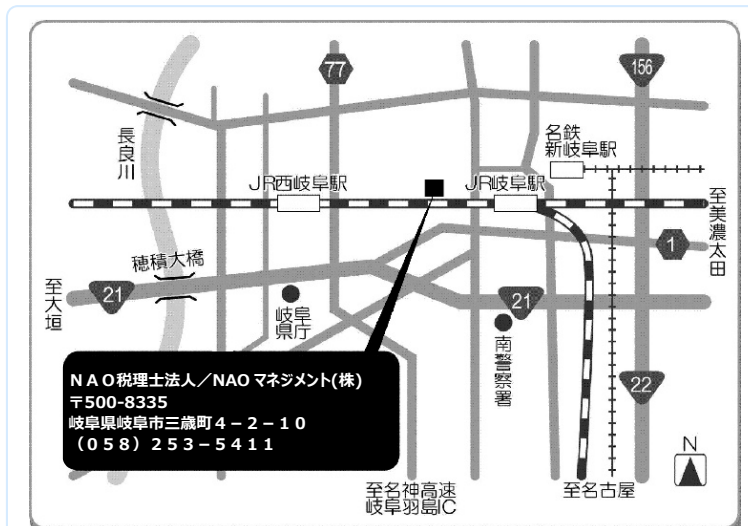 77
156
長良川
名鉄
新岐阜駅
JR西岐阜駅
JR岐阜駅
至美濃太田
1
穂積大橋
至大垣
21
岐阜
県庁
21
南警察署
22
NAO税理士法人/NAOマネジメント(株)
〒500-8335
岐阜県岐阜市三歳町4-2-10
(058)253-5411
N
至名神高速
岐阜羽島IC
至名古屋